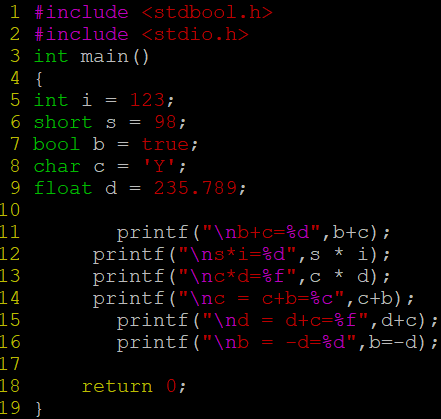 1 #include <stdbool.h>
2 #include <stdio.h>
3 int main()
4 {
5 int i = 123;
6 short s = 98;
7 bool b = true;
8 char c = 'Y';
9 float d = 235.789;
10
11        printf("\nb+c=%d",b+c);
12      printf("\ns*i=%d",s * i);
13      printf("\nc*d=%f",c * d);
14      printf("\nc = c+b=%c",c+b);
15        printf("\nd = d+c=%f",d+c);
16        printf("\nb = -d=%d",b=-d);
17
18     return 0;
19 }